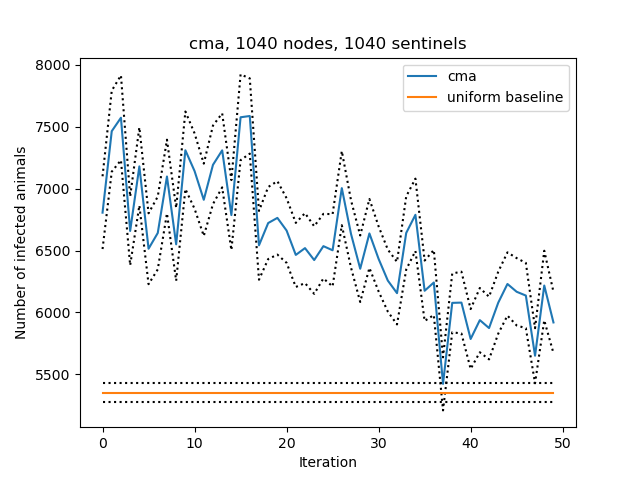 cma, 1040 nodes, 1040 sentinels
cma
uniform baseline
Number of infected animals
8000
7500
7000
6500
6000
5500
0 10 20 30 40 50
Iteration